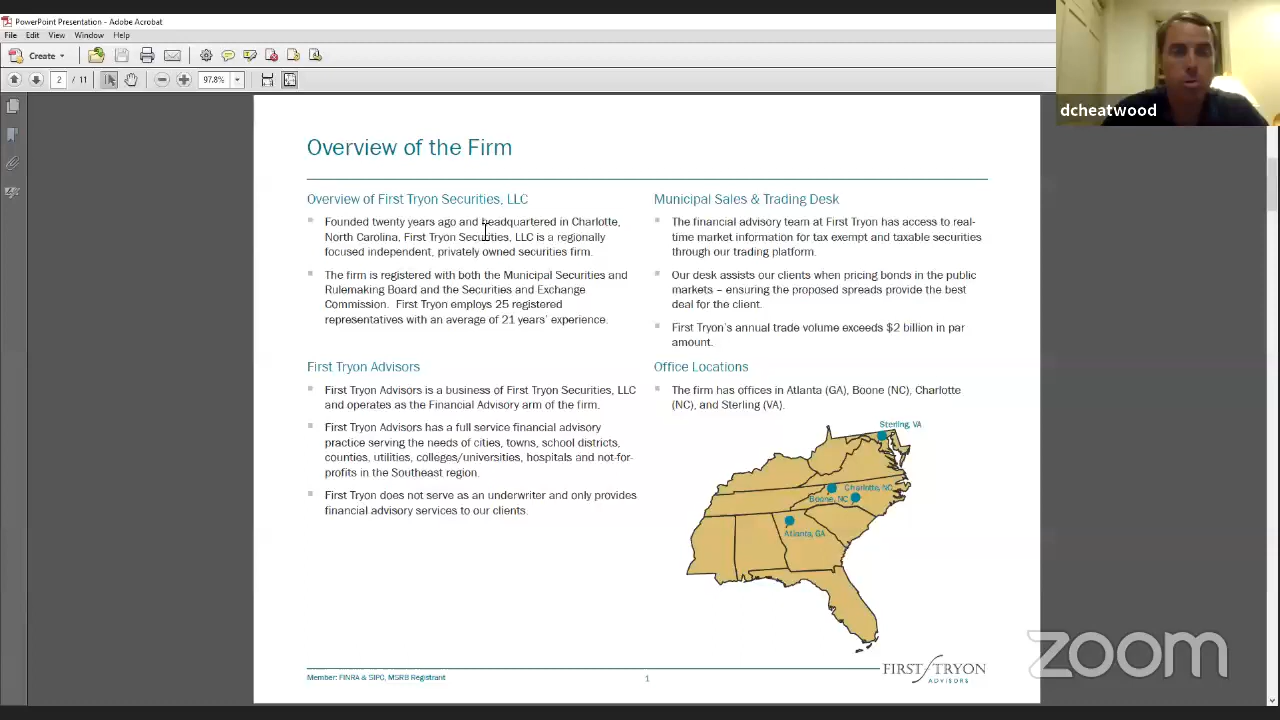 PowerPoint Presentation - Adobe Acrobat
File Edit View Window Help
Create
2 / 11
97.8%
dcheatwood
Overview of the Firm
Overview of First Tryon Securities, LLC
Founded twenty years ago and headquartered in Charlotte,
North Carolina, First Tryon Securities, LLC is a regionally
focused independent, privately owned securities firm.
The firm is registered with both the Municipal Securities and
Rulemaking Board and the Securities and Exchange
Commission. First Tryon employs 25 registered
representatives with an average of 21 years' experience.
First Tryon Advisors
First Tryon Advisors is a business of First Tryon Securities, LLC
and operates as the Financial Advisory arm of the firm.
First Tryon Advisors has a full service financial advisory
practice serving the needs of cities, towns, school districts,
counties, utilities, colleges/universities, hospitals and not-for-
profits in the Southeast region.
First Tryon does not serve as an underwriter and only provides
financial advisory services to our clients.
Municipal Sales & Trading Desk
The financial advisory team at First Tryon has access to real-
time market information for tax exempt and taxable securities
through our trading platform.
Our desk assists our clients when pricing bonds in the public
markets – ensuring the proposed spreads provide the best
deal for the client.
First Tryon's annual trade volume exceeds $2 billion in par
amount.
Office Locations
The firm has offices in Atlanta (GA), Boone (NC), Charlotte
(NC), and Sterling (VA).
Sterling, VA
Charlotte, NC
Boone, NC
Atlanta, GA
Member: FINRA & SIPC, MSRB Registrant
1
FIRST TRYON
ADVISORS
zoom